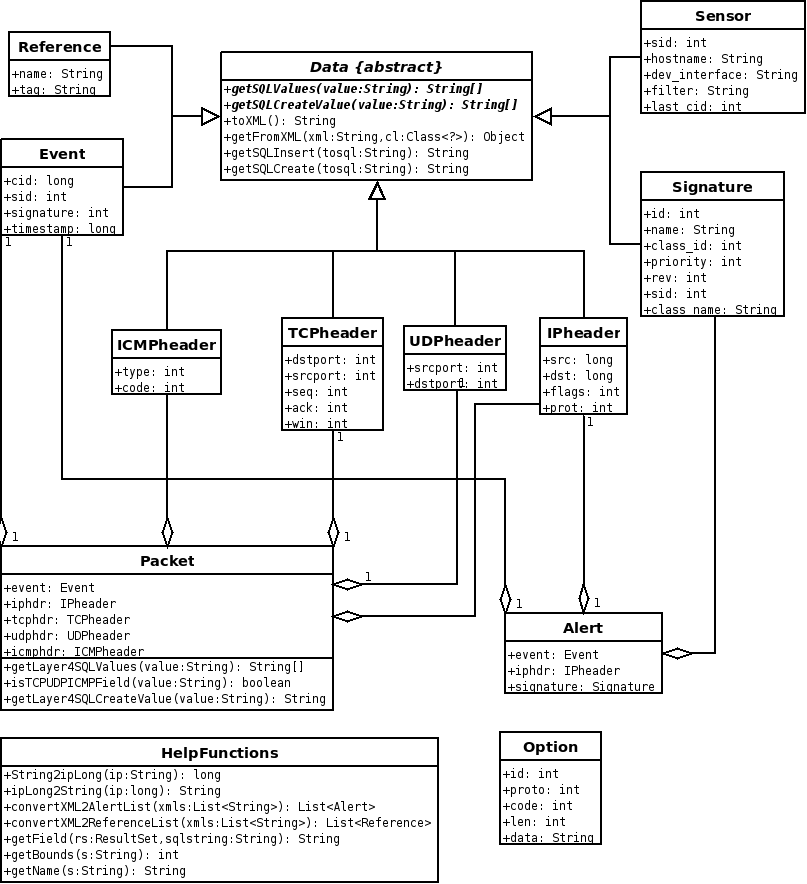 Reference
+name: String
+tag: String
Data {abstract}
+getSQLValues(value:String): String[]
+getSQLCreateValue(value:String): String[]
+toXML(): String
+getFromXML(xml:String,cl:Class<?>): Object
+getSQLInsert(tosql:String): String
+getSQLCreate(tosql:String): String
Sensor
+sid: int
+hostname: String
+dev_interface: String
+filter: String
+last_cid: int
Event
+cid: long
+sid: int
+signature: int
+timestamp: long
1
1
Signature
+id: int
+name: String
+class_id: int
+priority: int
+rev: int
+sid: int
+class_name: String
ICMPheader
+type: int
+code: int
TCPheader
+dstport: int
+srcport: int
+seq: int
+ack: int
+win: int
1
UDPheader
+srcport: int
+dstport: int
1
IPheader
+src: long
+dst: long
+flags: int
+prot: int
1
1
1
1
1
1
Packet
+event: Event
+iphdr: IPheader
+tcphdr: TCPheader
+udphdr: UDPheader
+icmphdr: ICMPheader
+getLayer4SQLValues(value:String): String[]
+isTCPUDPICMPField(value:String): boolean
+getLayer4SQLCreateValue(value:String): String
Alert
+event: Event
+iphdr: IPheader
+signature: Signature
HelpFunctions
+String2ipLong(ip:String): long
+ipLong2String(ip:long): String
+convertXML2AlertList(xmls:List<String>): List<Alert>
+convertXML2ReferenceList(xmls:List<String>): List<Reference>
+getField(rs:ResultSet,sqlstring:String): String
+getBounds(s:String): int
+getName(s:String): String
Option
+id: int
+proto: int
+code: int
+len: int
+data: String